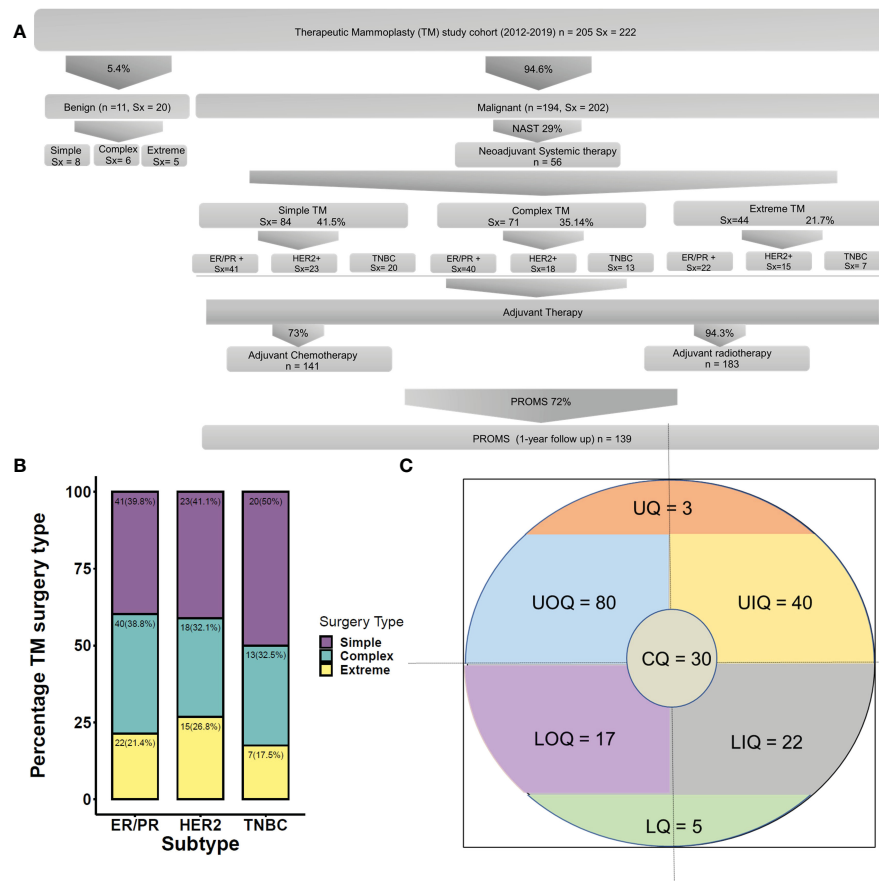 A
Therapeutic Mammoplasty (TM) study cohort (2012-2019) n = 205 Sx = 222
5.4%
94.6%
Benign (n =11, Sx = 20)
Malignant (n =194, Sx = 202)
NAST 29%
Simple
Sx = 8
Complex
Sx= 6
Extreme
Sx= 5
Neoadjuvant Systemic therapy
n = 56
Simple TM
Sx= 84 41.5%
Complex TM
Sx= 71 35.14%
Extreme TM
Sx=44 21.7%
ER/PR +
Sx=41
HER2+
Sx=23
TNBC
Sx= 20
ER/PR +
Sx=40
HER2+
Sx=18
TNBC
Sx= 13
ER/PR +
Sx=22
HER2+
Sx=15
TNBC
Sx= 7
Adjuvant Therapy
73%
94.3%
Adjuvant Chemotherapy
n = 141
Adjuvant radiotherapy
n = 183
PROMS 72%
PROMS (1-year follow up) n = 139
B
Percentage TM surgery type
100
75
50
25
0
41(39.8%)
23(41.1%)
20(50%)
40(38.8%)
18(32.1%)
13(32.5%)
22(21.4%)
15(26.8%)
7(17.5%)
ER/PR
HER2
TNBC
Subtype
Surgery Type
Simple
Complex
Extreme
C
UQ = 3
UOQ = 80
UIQ = 40
CQ = 30
LOQ = 17
LIQ = 22
LQ = 5